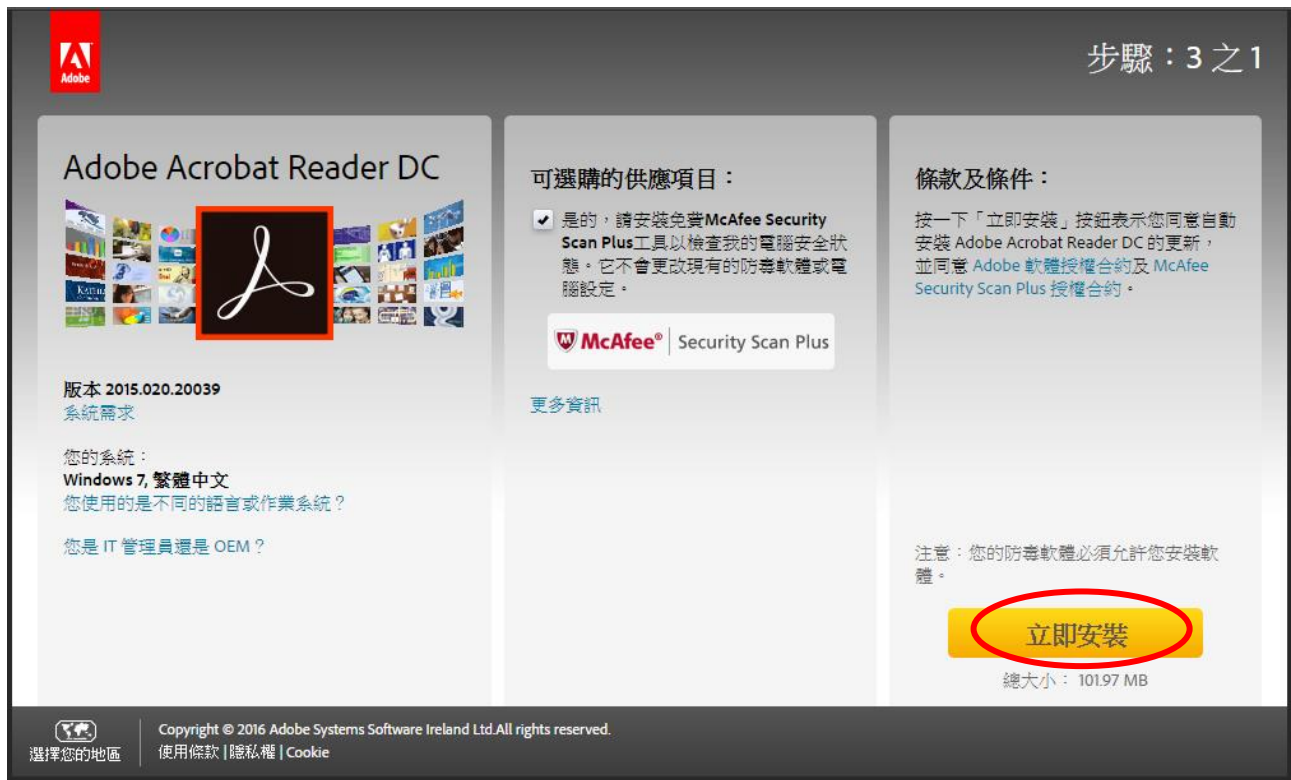 Adobe
步驟：3 之 1
Adobe Acrobat Reader DC
版本 2015.020.20039
系統需求
您的系統：
Windows 7, 繁體中文
您使用的是不同的語言或作業系統？
您是 IT 管理員還是 OEM？
可選購的供應項目：
是的，請安裝免費McAfee Security
Scan Plus工具以檢查我的電腦安全狀
態。它不會更改現有的防毒軟體或電
腦設定。
McAfee® | Security Scan Plus
更多資訊
條款及條件：
按一下「立即安裝」按鈕表示您同意自動
安裝 Adobe Acrobat Reader DC 的更新，
並同意 Adobe 軟體授權合約及 McAfee
Security Scan Plus 授權合約。
注意：您的防毒軟體必須允許您安裝軟
體。
立即安裝
總大小： 101.97 MB
選擇您的地區
Copyright © 2016 Adobe Systems Software Ireland Ltd.All rights reserved.
使用條款 | 隱私權 | Cookie